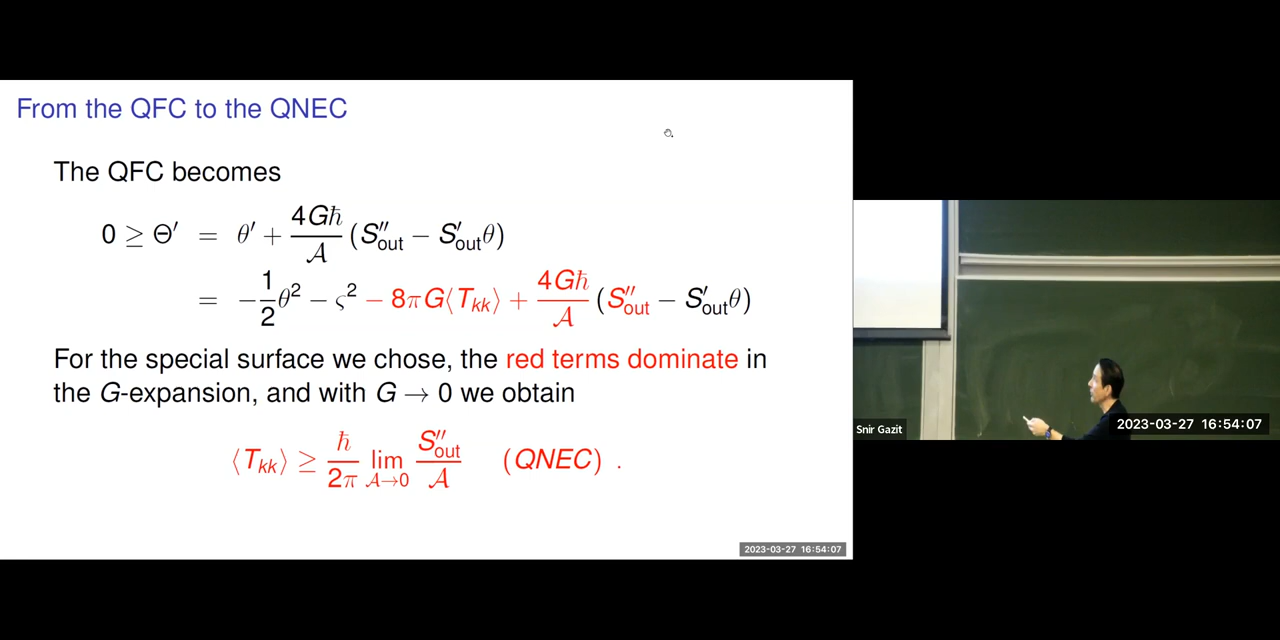 From the QFC to the QNEC
The QFC becomes
0 ≥ Θ′ = θ′ + 4Għ/𝒜 (S″out − S′out θ)
= −1/2 θ² − ς² − 8πG⟨Tkk⟩ + 4Għ/𝒜 (S″out − S′out θ)
For the special surface we chose, the red terms dominate in
the G-expansion, and with G → 0 we obtain
⟨Tkk⟩ ≥ ħ/2π lim 𝒜→0 S″out/𝒜 (QNEC) .
2023-03-27 16:54:07
Snir Gazit
2023-03-27 16:54:07